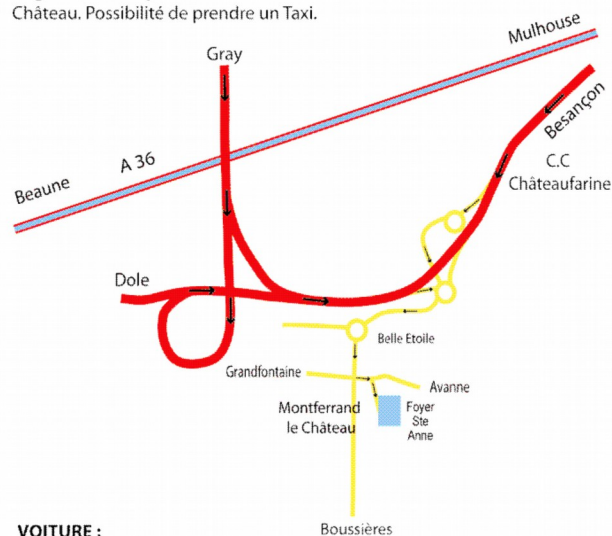 Château. Possibilité de prendre un Taxi.
Mulhouse
Gray
Besançon
A 36
C.C
Châteaufarine
Beaune
Dole
Belle Etoile
Grandfontaine
Avanne
Montferrand
le Château
Foyer
Ste
Anne
Boussières
VOITURE :